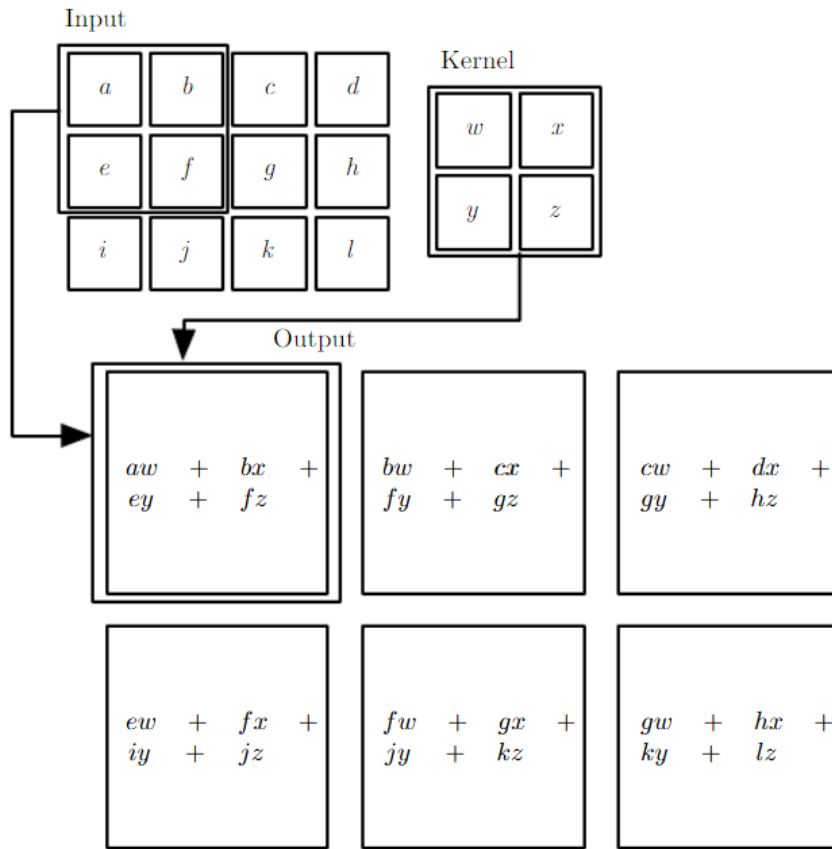 Input
a b c d
e f g h
i j k l
Kernel
w x
y z
Output
aw + bx +
ey + fz
bw + cx +
fy + gz
cw + dx +
gy + hz
ew + fx +
iy + jz
fw + gx +
jy + kz
gw + hx +
ky + lz